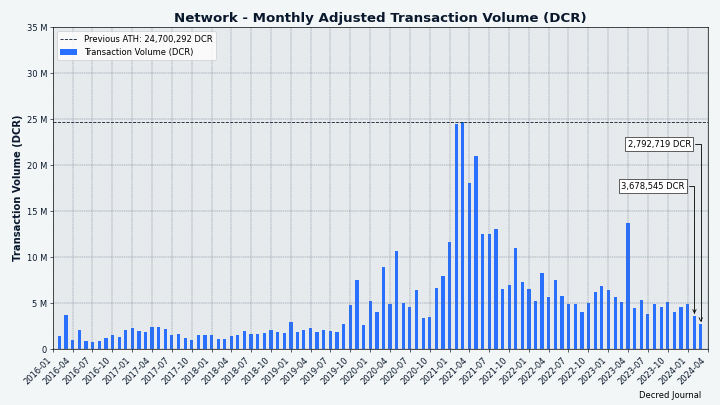 Network - Monthly Adjusted Transaction Volume (DCR)
35 M
Previous ATH: 24,700,292 DCR
Transaction Volume (DCR)
30 M
25 M
2,792,719 DCR
20 M
3,678,545 DCR
15 M
10 M
5 M
0
Transaction Volume (DCR)
2016-01
2016-04
2016-07
2016-10
2017-01
2017-04
2017-07
2017-10
2018-01
2018-04
2018-07
2018-10
2019-01
2019-04
2019-07
2019-10
2020-01
2020-04
2020-07
2020-10
2021-01
2021-04
2021-07
2021-10
2022-01
2022-04
2022-07
2022-10
2023-01
2023-04
2023-07
2023-10
2024-01
2024-04
Decred Journal